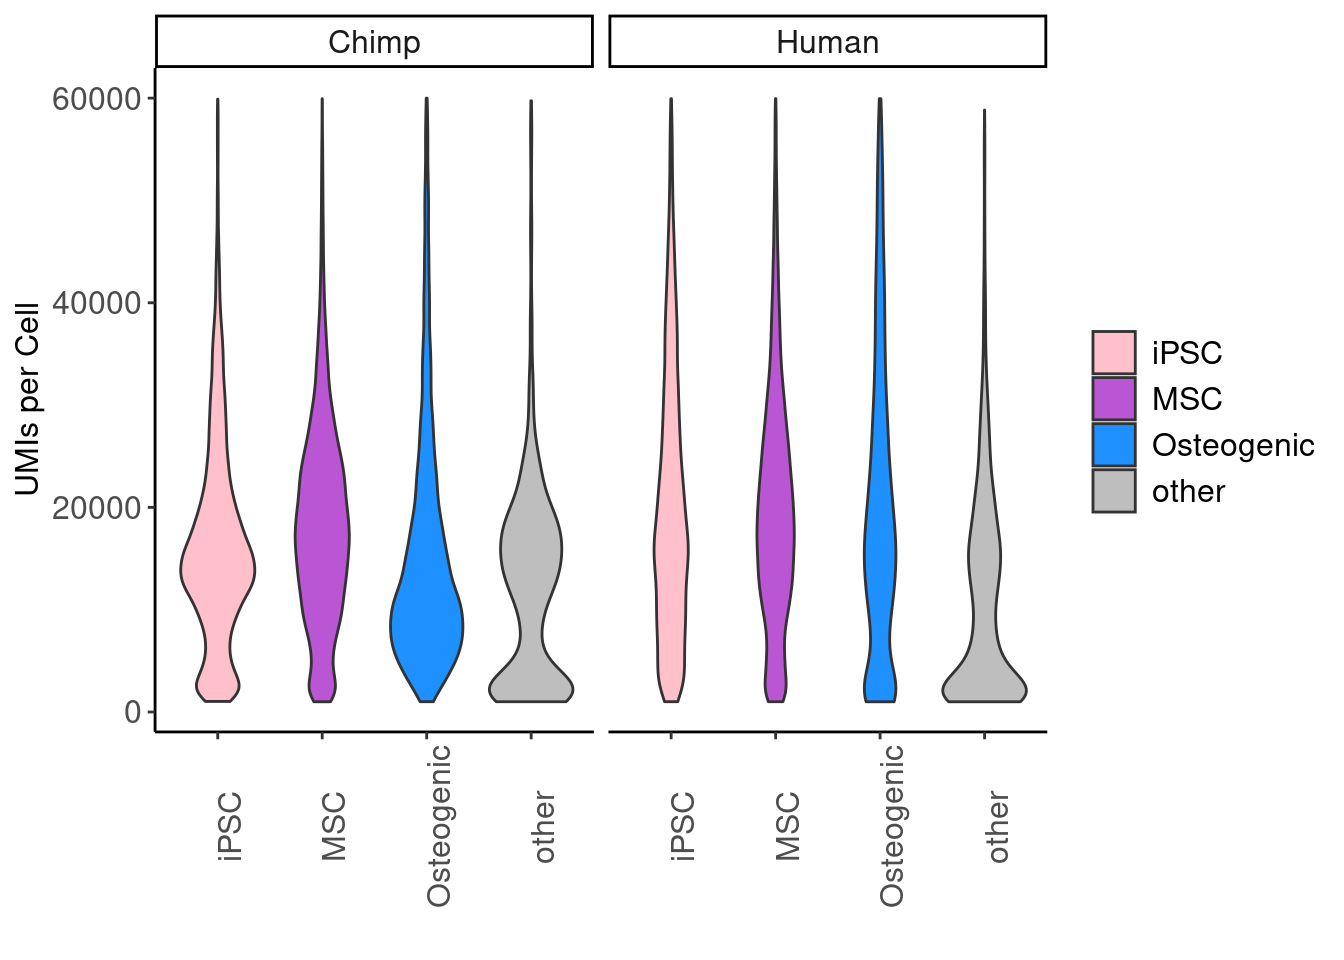 Chimp
Human
60000
40000
20000
0
UMIs per Cell
iPSC
MSC
Osteogenic
other
iPSC
MSC
Osteogenic
other
iPSC
MSC
Osteogenic
other